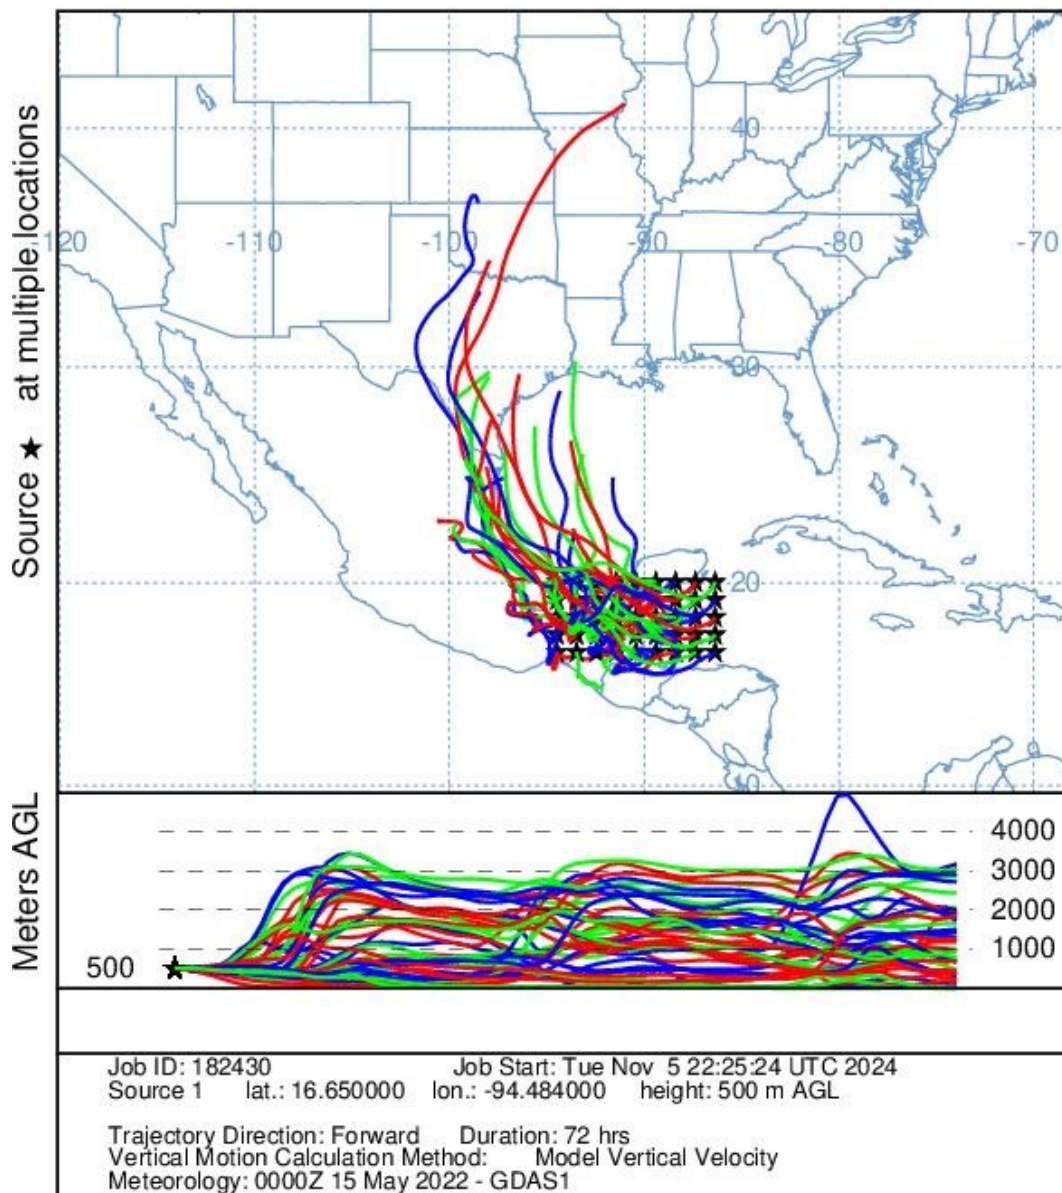 Source ★ at multiple locations
40
-120 -110 -100 -90 -80 -70
30
20
10
Meters AGL
4000
3000
2000
1000
500
Job ID: 182430 Job Start: Tue Nov 5 22:25:24 UTC 2024
Source 1 lat.: 16.650000 lon.: -94.484000 height: 500 m AGL
Trajectory Direction: Forward Duration: 72 hrs
Vertical Motion Calculation Method: Model Vertical Velocity
Meteorology: 0000Z 15 May 2022 - GDAS1